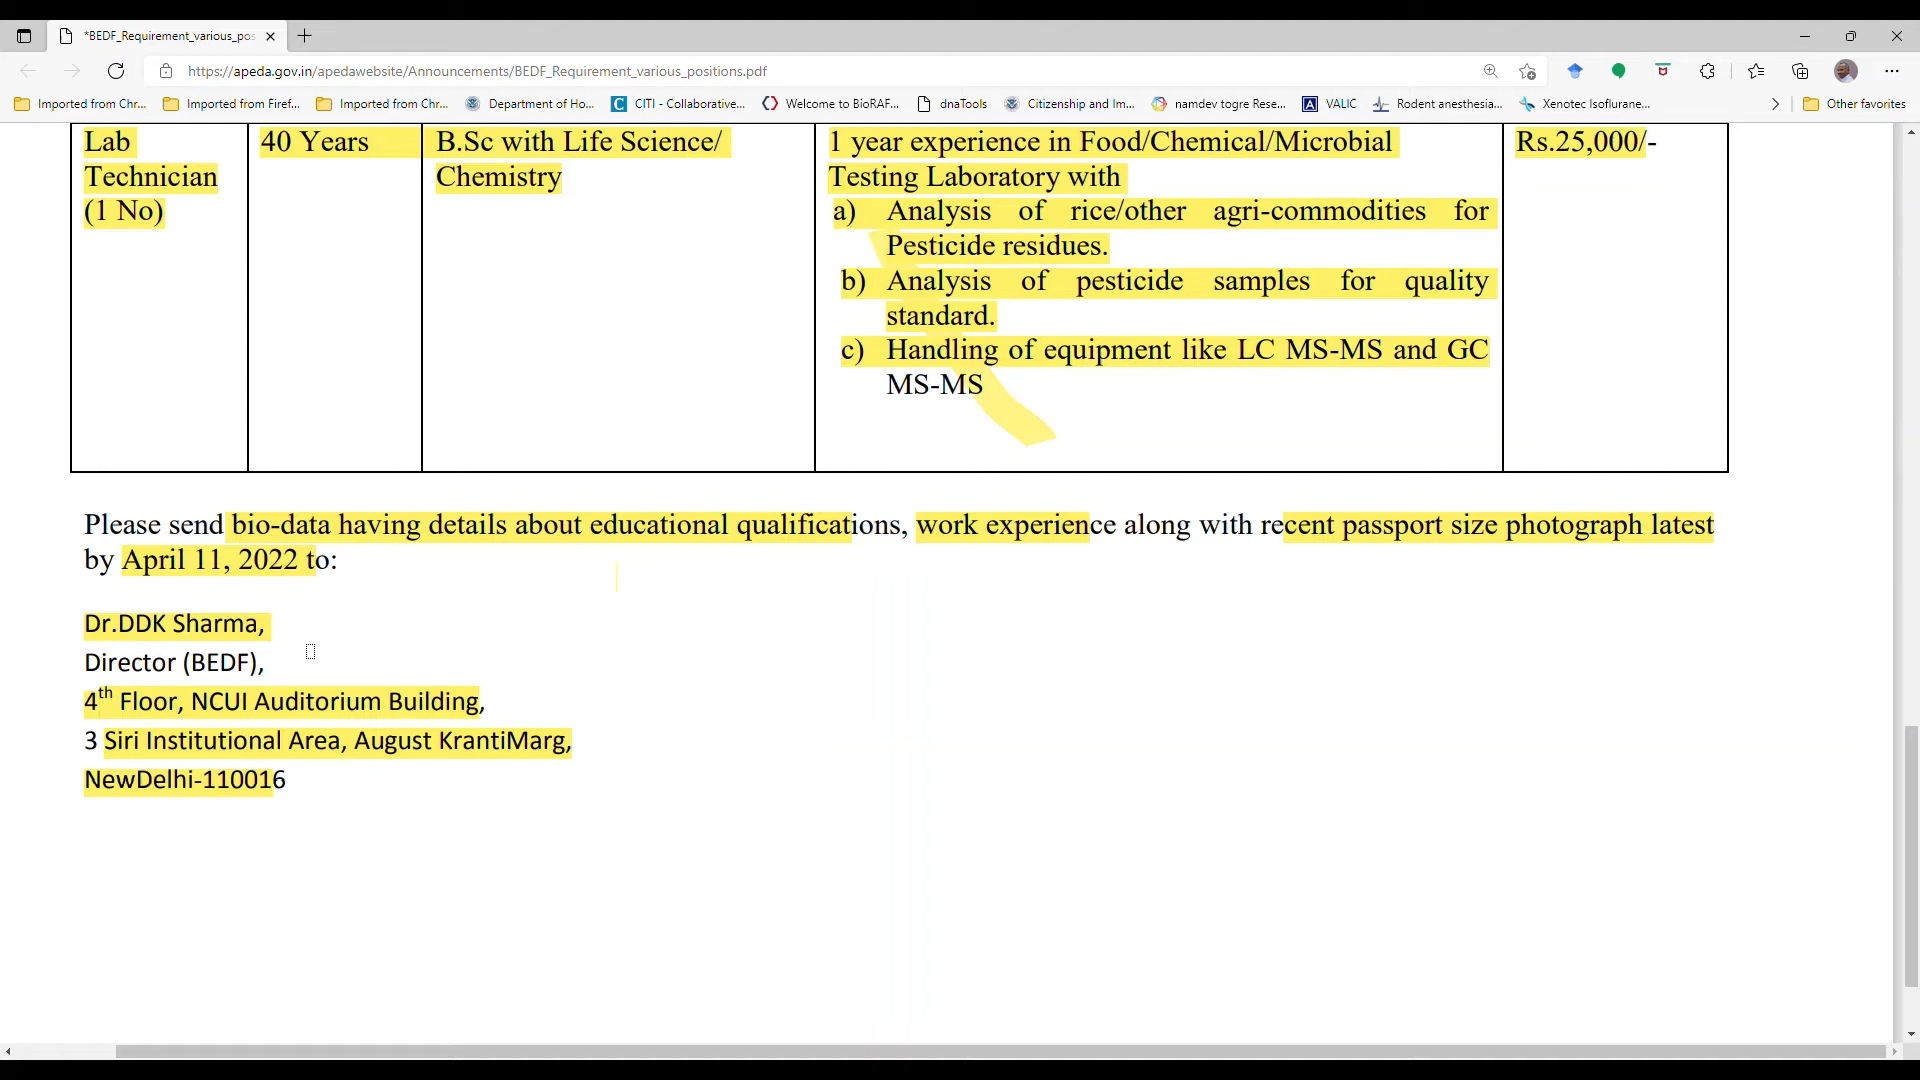 *BEDF_Requirement_various_pos
https://apeda.gov.in/apedawebsite/Announcements/BEDF_Requirement_various_positions.pdf
Imported from Chr... Imported from Firef... Imported from Chr... Department of Ho... CITI - Collaborative... Welcome to BioRAF... dnaTools Citizenship and Im... namdev togre Rese... VALIC Rodent anesthesia... Xenotec Isoflurane... Other favorites
Lab
Technician
(1 No)
40 Years
B.Sc with Life Science/
Chemistry
1 year experience in Food/Chemical/Microbial
Testing Laboratory with
a) Analysis of rice/other agri-commodities for
Pesticide residues.
b) Analysis of pesticide samples for quality
standard.
c) Handling of equipment like LC MS-MS and GC
MS-MS
Rs.25,000/-
Please send bio-data having details about educational qualifications, work experience along with recent passport size photograph latest
by April 11, 2022 to:
Dr.DDK Sharma,
Director (BEDF),
4th Floor, NCUI Auditorium Building,
3 Siri Institutional Area, August KrantiMarg,
NewDelhi-110016